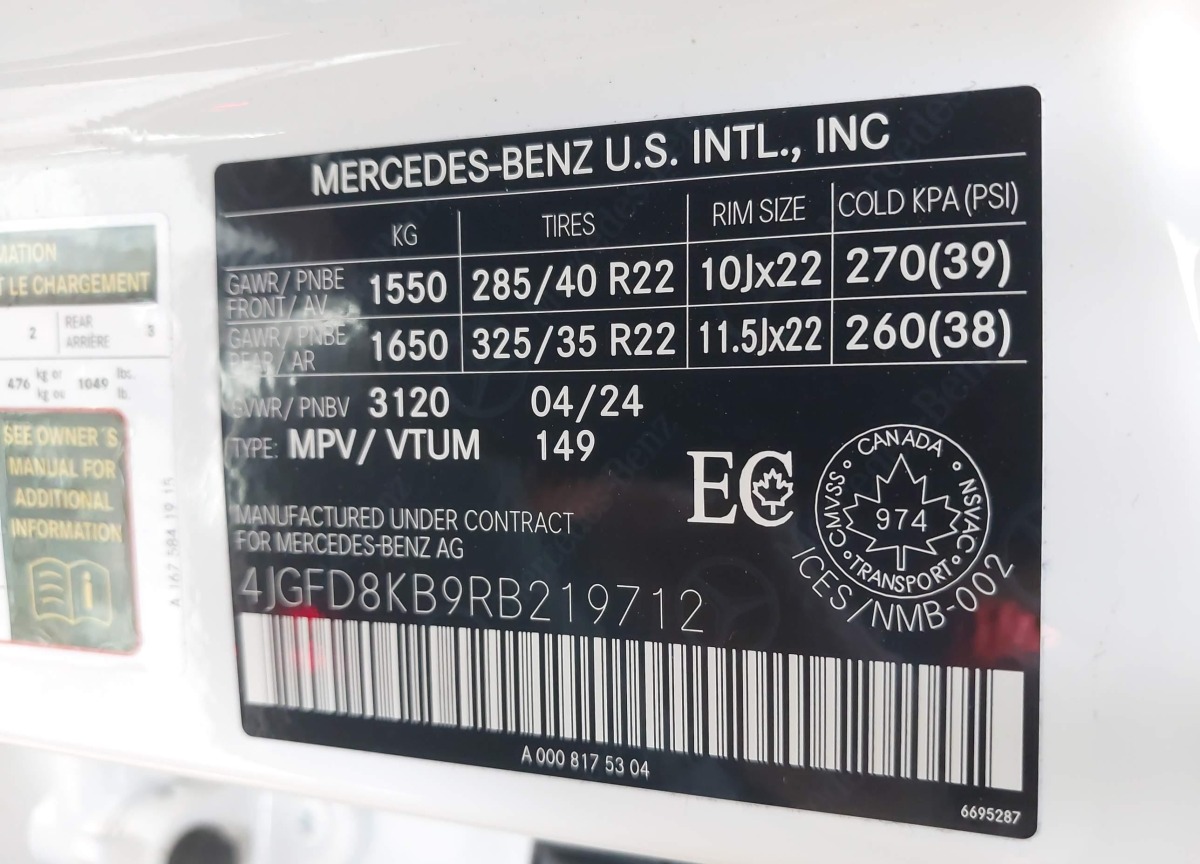 MERCEDES-BENZ U.S. INTL., INC
KG TIRES RIM SIZE COLD KPA (PSI)
GAWR/ PNBE
FRONT/ AV 1550 285/40 R22 10Jx22 270(39)
GAWR/ PNBE
REAR/ AR 1650 325/35 R22 11.5Jx22 260(38)
GVWR/ PNBV 3120 04/24
TYPE: MPV/ VTUM 149
EC
CANADA
CMVSS NSVAC
974
TRANSPORT
ICES/NMB-002
MANUFACTURED UNDER CONTRACT
FOR MERCEDES-BENZ AG
4JGFD8KB9RB219712
A 000 817 53 04
6695287
MATION
T LE CHARGEMENT
2 REAR
ARRIÈRE 3
476 kg or
kg ou 1049 lbs.
lb.
SEE OWNER´S
MANUAL FOR
ADDITIONAL
INFORMATION
A 167 584 19 15